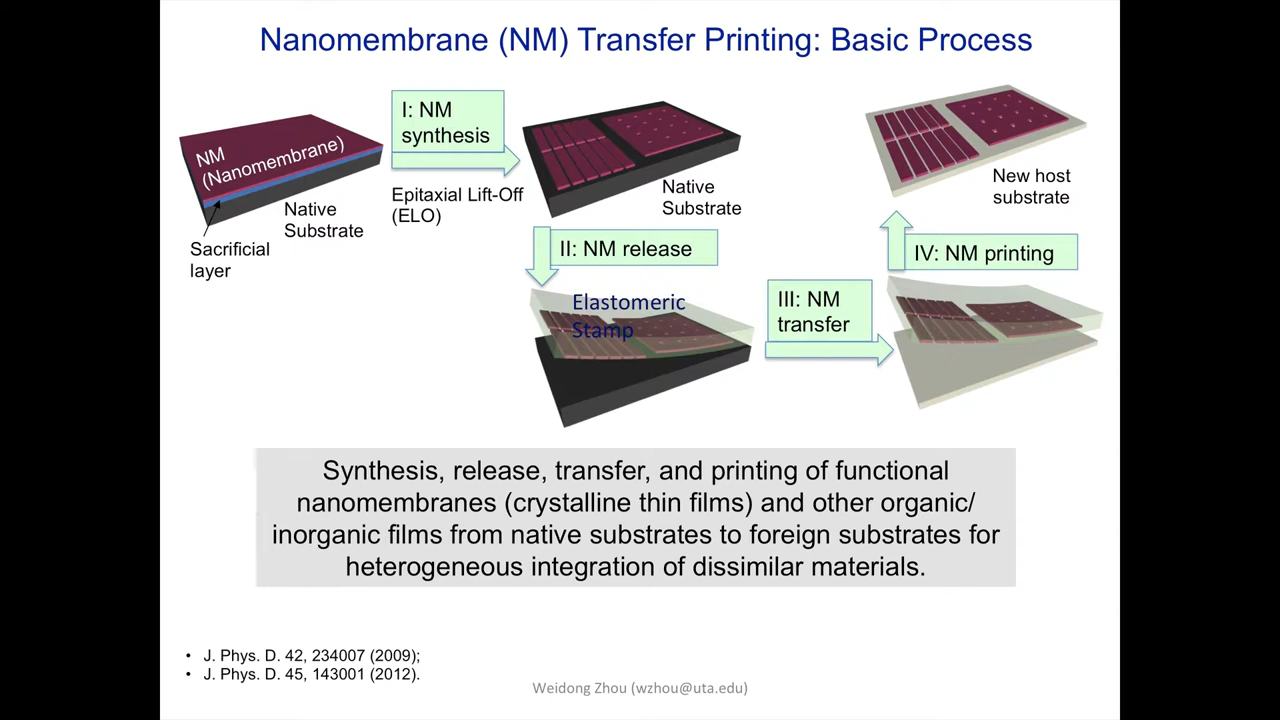 Nanomembrane (NM) Transfer Printing: Basic Process
NM
(Nanomembrane)
Native
Substrate
Sacrificial
layer
I: NM
synthesis
Epitaxial Lift-Off
(ELO)
Native
Substrate
II: NM release
Elastomeric
Stamp
III: NM
transfer
IV: NM printing
New host
substrate
Synthesis, release, transfer, and printing of functional
nanomembranes (crystalline thin films) and other organic/
inorganic films from native substrates to foreign substrates for
heterogeneous integration of dissimilar materials.
• J. Phys. D. 42, 234007 (2009);
• J. Phys. D. 45, 143001 (2012).
Weidong Zhou (wzhou@uta.edu)